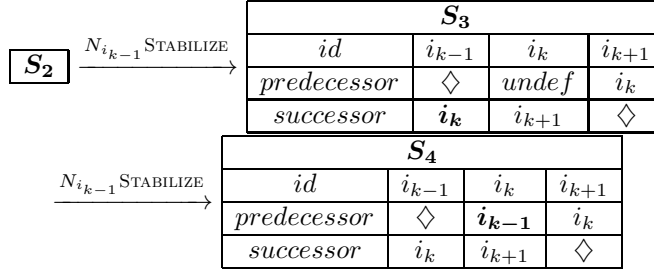 S₃
S₂ N_{i_{k−1}}STABILIZE id i_{k−1} i_k i_{k+1}
predecessor ◇ undef i_k
successor i_k i_{k+1} ◇
S₄
N_{i_{k−1}}STABILIZE id i_{k−1} i_k i_{k+1}
predecessor ◇ i_{k−1} i_k
successor i_k i_{k+1} ◇